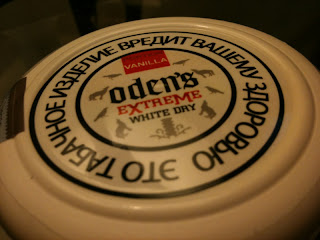 VANILLA
oden's
EXTREME
WHITE DRY
ЭТО ТАБАЧНОЕ ИЗДЕЛИЕ ВРЕДИТ ВАШЕМУ ЗДОРОВЬЮ